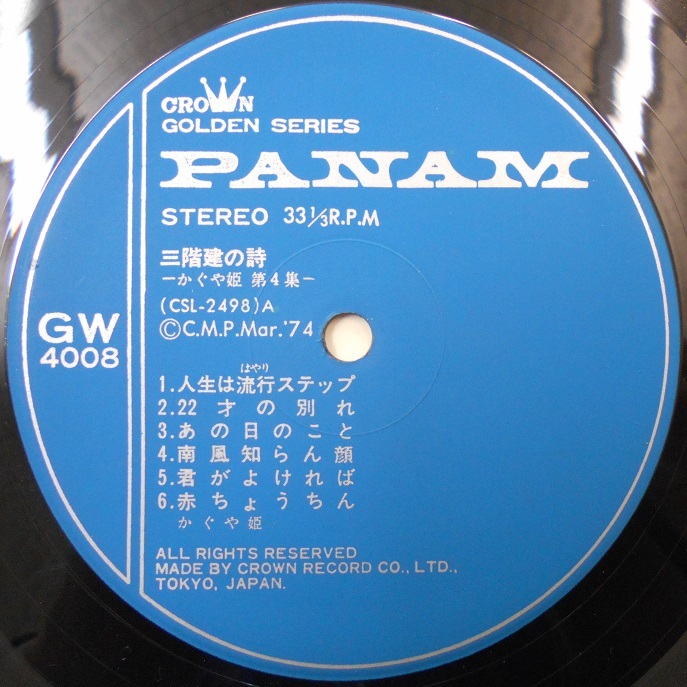 CROWN
GOLDEN SERIES
PANAM
STEREO 33⅓R.P.M
三階建の詩
ーかぐや姫 第4集ー
(CSL-2498)A
©C.M.P.Mar.'74
GW
4008
はやり
1.人生は流行ステップ
2.22才の別れ
3.あの日のこと
4.南風知らん顔
5.君がよければ
6.赤ちょうちん
かぐや姫
ALL RIGHTS RESERVED
MADE BY CROWN RECORD CO., LTD.,
TOKYO, JAPAN.